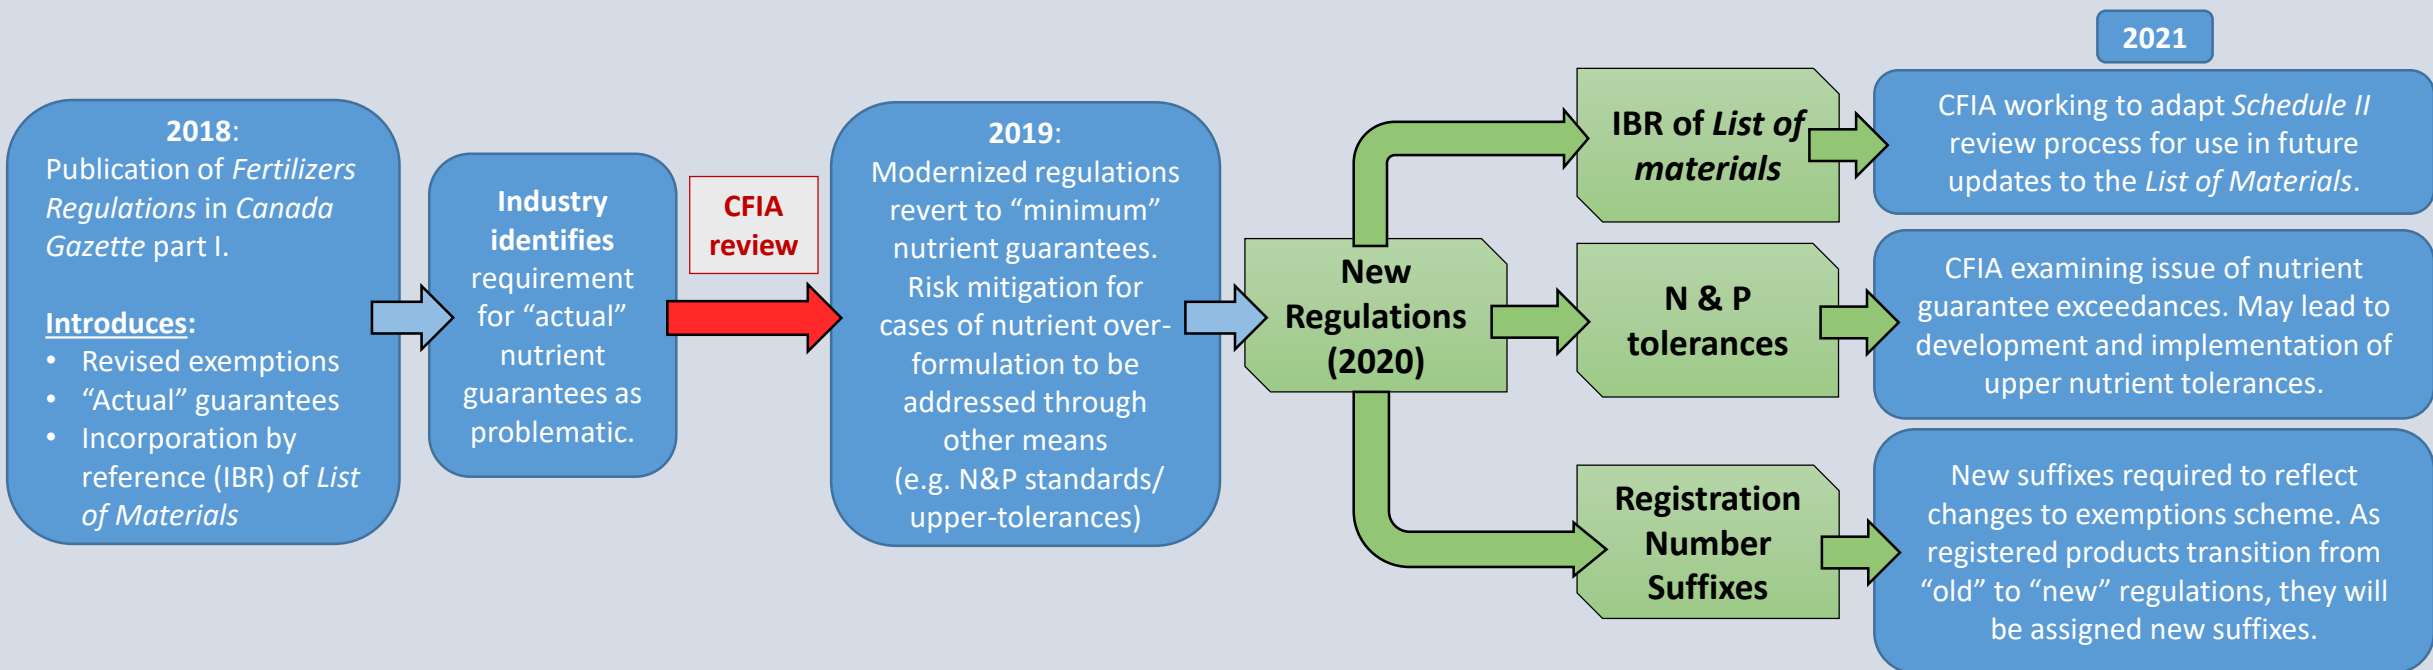 2018:
Publication of Fertilizers
Regulations in Canada
Gazette part I.
Introduces:
• Revised exemptions
• “Actual” guarantees
• Incorporation by
reference (IBR) of List
of Materials
Industry
identifies
requirement
for “actual”
nutrient
guarantees as
problematic.
CFIA
review
2019:
Modernized regulations
revert to “minimum”
nutrient guarantees.
Risk mitigation for
cases of nutrient over-
formulation to be
addressed through
other means
(e.g. N&P standards/
upper-tolerances)
New
Regulations
(2020)
IBR of List of
materials
N & P
tolerances
Registration
Number
Suffixes
2021
CFIA working to adapt Schedule II
review process for use in future
updates to the List of Materials.
CFIA examining issue of nutrient
guarantee exceedances. May lead to
development and implementation of
upper nutrient tolerances.
New suffixes required to reflect
changes to exemptions scheme. As
registered products transition from
“old” to “new” regulations, they will
be assigned new suffixes.